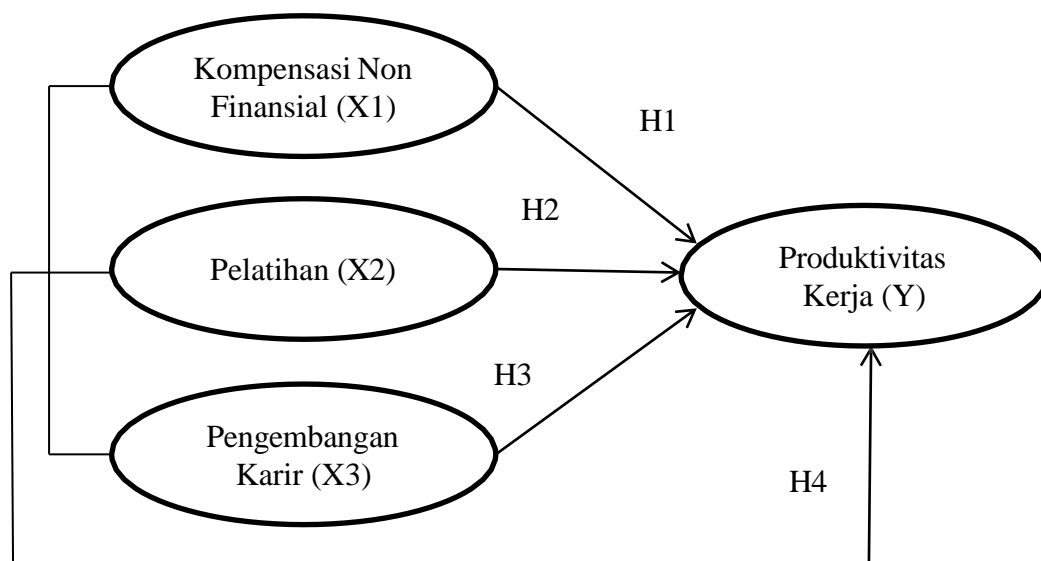 Kompensasi Non
Finansial (X1)
H1
H2
Pelatihan (X2)
Produktivitas
Kerja (Y)
H3
Pengembangan
Karir (X3)
H4